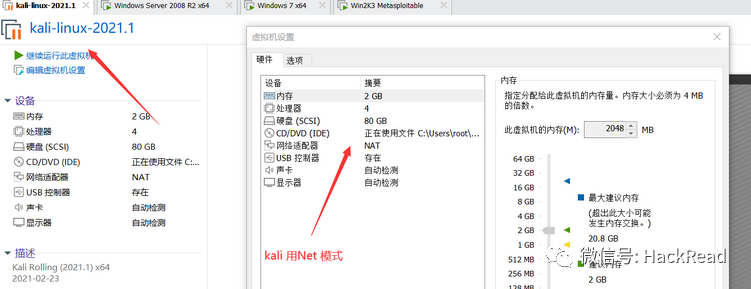 kali-linux-2021.1
Windows Server 2008 R2 x64
Windows 7 x64
Win2K3 Metasploitable
kali-linux-2021.1
继续运行此虚拟机
编辑虚拟机设置
设备
内存 2 GB
处理器 4
硬盘 (SCSI) 80 GB
CD/DVD (IDE) 正在使用文件 C:...
网络适配器 NAT
USB 控制器 存在
声卡 自动检测
显示器 自动检测
描述
Kali Rolling (2021.1) x64
2021-02-23
虚拟机设置
硬件 选项
设备 摘要
内存 2 GB
处理器 4
硬盘 (SCSI) 80 GB
CD/DVD (IDE) 正在使用文件 C:\Users\root\...
网络适配器 NAT
USB 控制器 存在
声卡 自动检测
显示器 自动检测
kali 用Net 模式
内存
指定分配给此虚拟机的内存量。内存大小必须为 4 MB
的倍数。
此虚拟机的内存(M): 2048 MB
64 GB
32 GB
16 GB
8 GB
4 GB
2 GB
1 GB
512 MB
256 MB
128 MB
最大建议内存
(超出此大小可能
发生内存交换。)
20.8 GB
建议内存
2 GB
微信号: HackRead